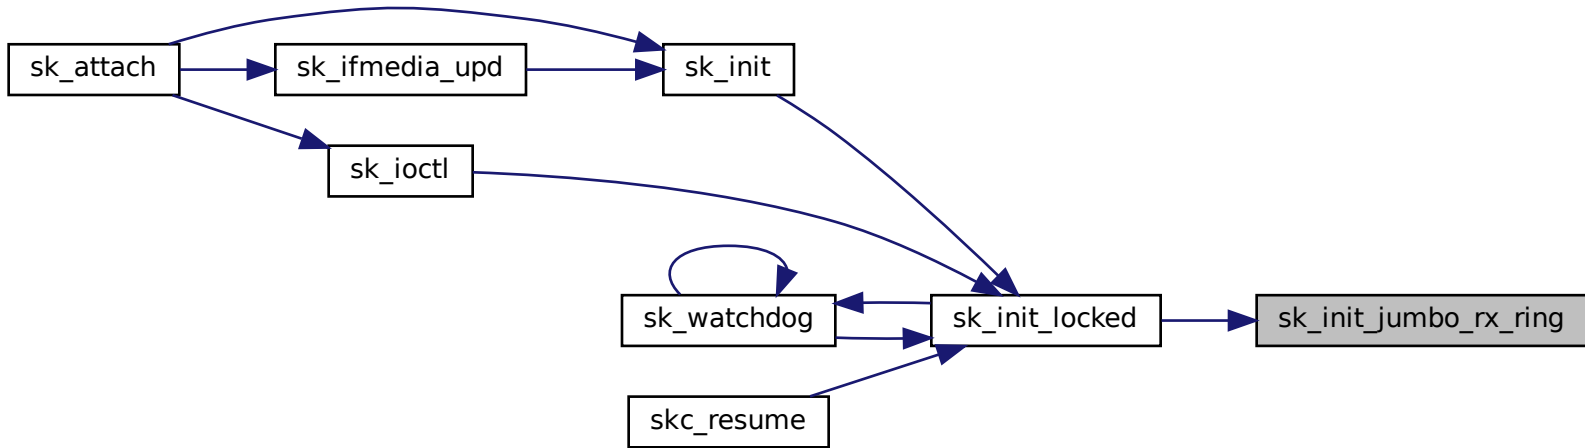 sk_attach
sk_ifmedia_upd
sk_init
sk_ioctl
sk_watchdog
sk_init_locked
sk_init_jumbo_rx_ring
skc_resume